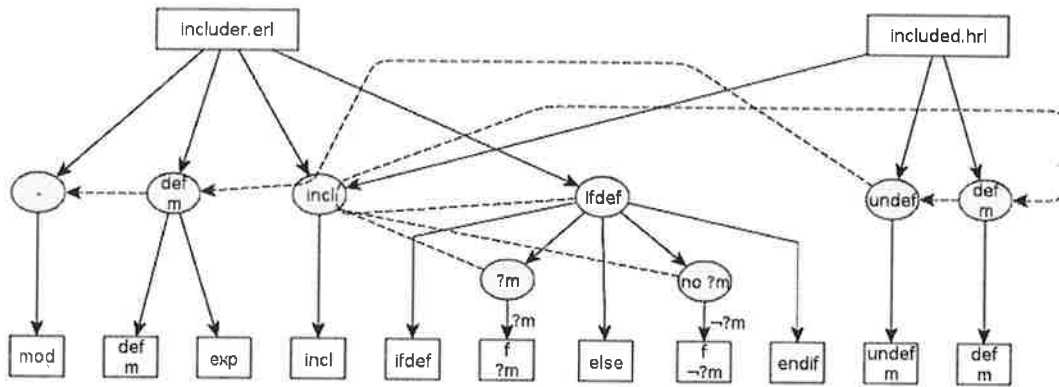 includer.erl
included.hrl
-
def
m
incl
ifdef
undef
def
m
?m
no ?m
?m
¬?m
mod
def
m
exp
incl
ifdef
f
?m
else
f
¬?m
endif
undef
m
def
m